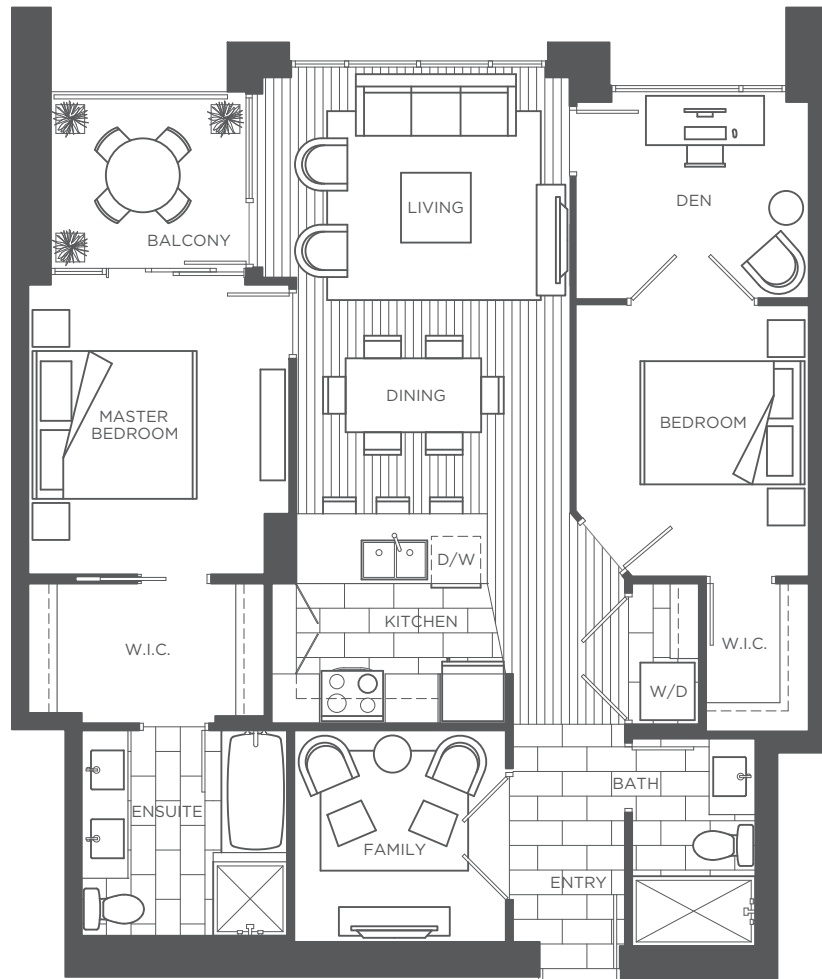 LIVING
DEN
BALCONY
DINING
MASTER
BEDROOM
BEDROOM
D/W
KITCHEN
W.I.C.
W.I.C.
W/D
BATH
ENSUITE
FAMILY
ENTRY